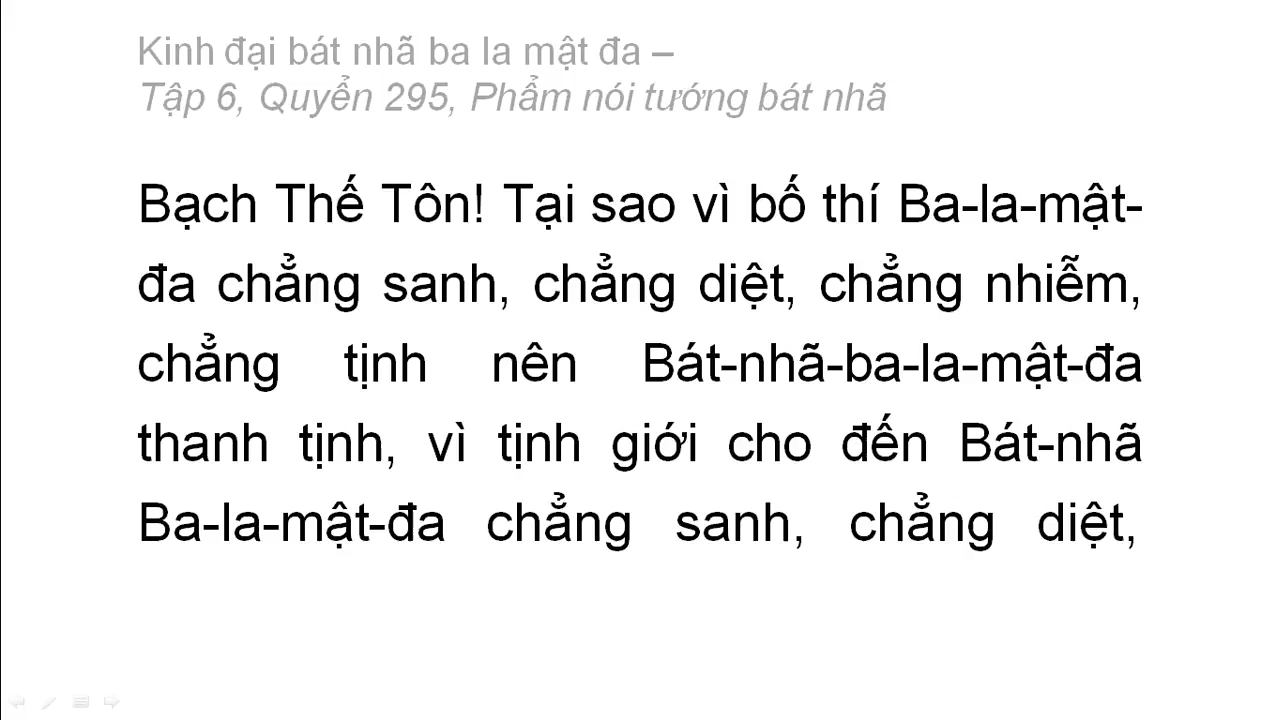 Kinh đại bát nhã ba la mật đa –
Tập 6, Quyển 295, Phẩm nói tướng bát nhã
Bạch Thế Tôn! Tại sao vì bố thí Ba-la-mật-
đa chẳng sanh, chẳng diệt, chẳng nhiễm,
chẳng tịnh nên Bát-nhã-ba-la-mật-đa
thanh tịnh, vì tịnh giới cho đến Bát-nhã
Ba-la-mật-đa chẳng sanh, chẳng diệt,